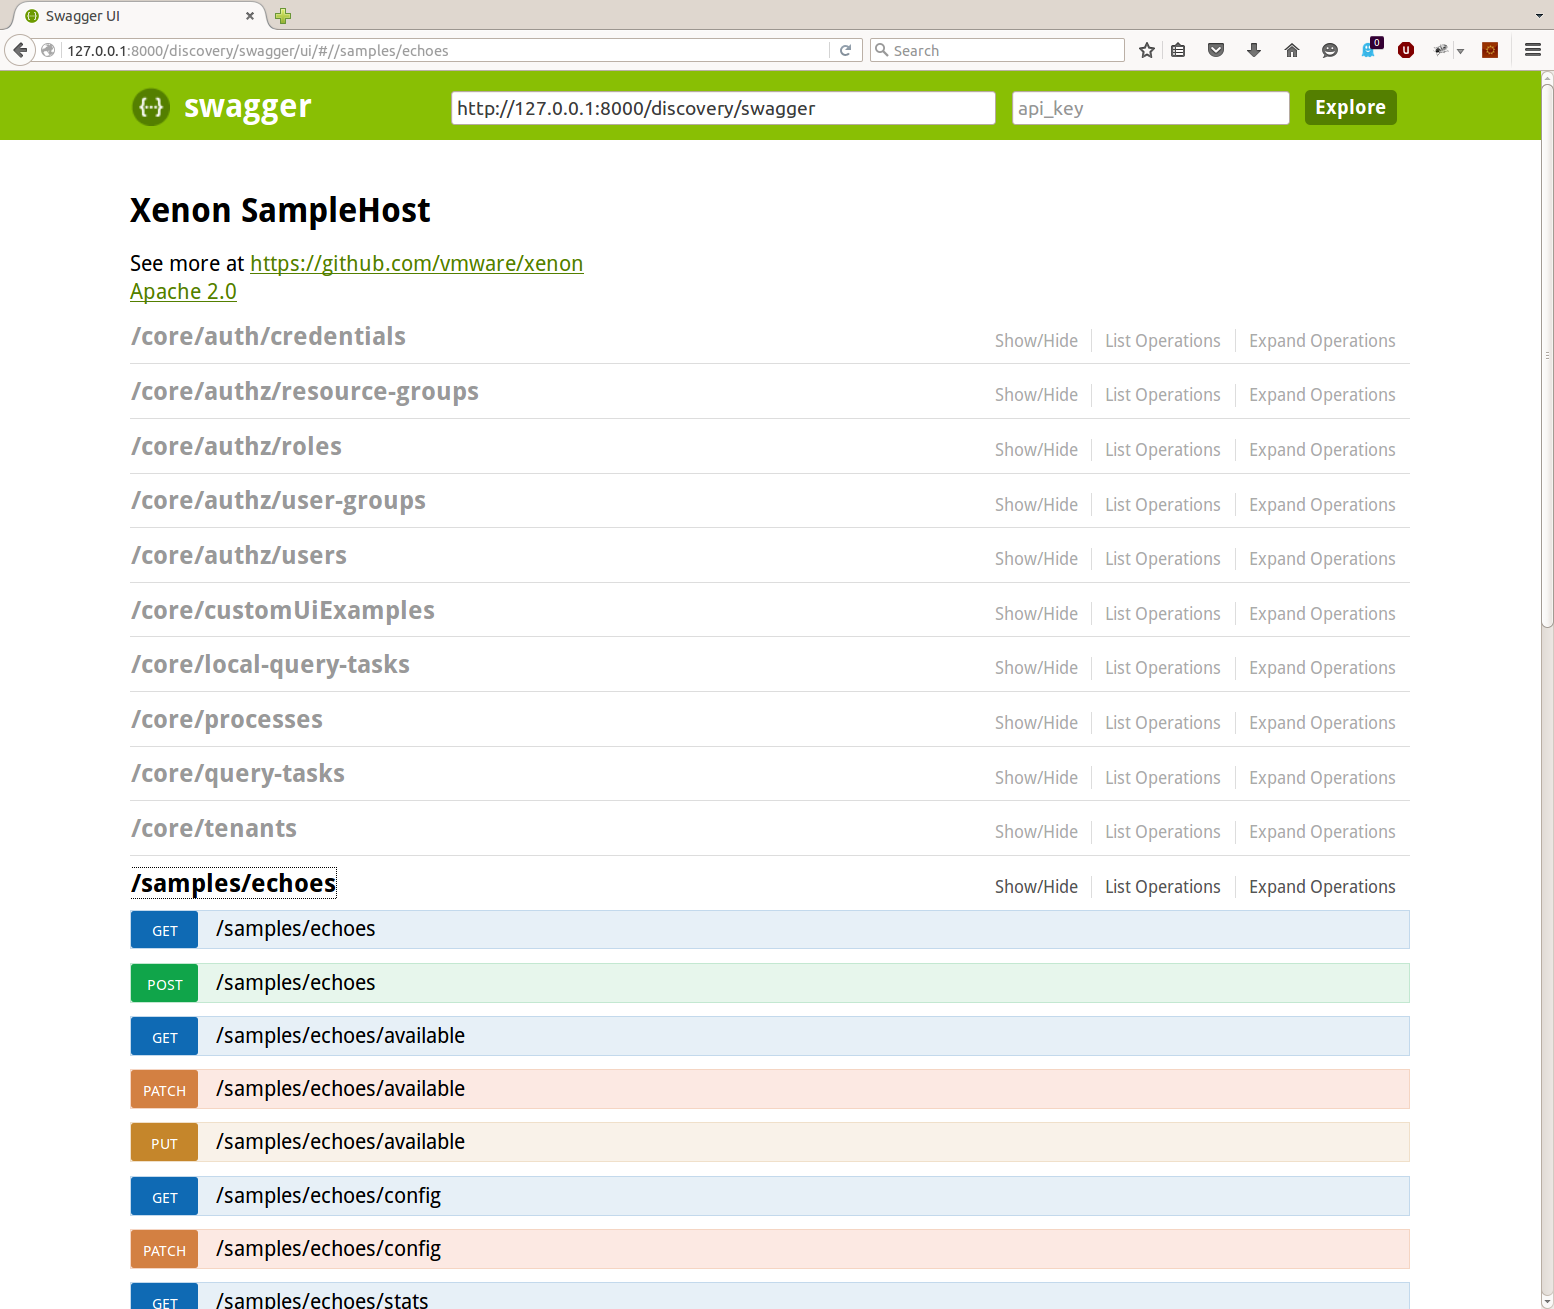 Swagger UI
127.0.0.1:8000/discovery/swagger/ui/#//samples/echoes
Search
0
swagger
http://127.0.0.1:8000/discovery/swagger
api_key
Explore
Xenon SampleHost
See more at https://github.com/vmware/xenon
Apache 2.0
/core/auth/credentials Show/Hide List Operations Expand Operations
/core/authz/resource-groups Show/Hide List Operations Expand Operations
/core/authz/roles Show/Hide List Operations Expand Operations
/core/authz/user-groups Show/Hide List Operations Expand Operations
/core/authz/users Show/Hide List Operations Expand Operations
/core/customUiExamples Show/Hide List Operations Expand Operations
/core/local-query-tasks Show/Hide List Operations Expand Operations
/core/processes Show/Hide List Operations Expand Operations
/core/query-tasks Show/Hide List Operations Expand Operations
/core/tenants Show/Hide List Operations Expand Operations
/samples/echoes Show/Hide List Operations Expand Operations
GET /samples/echoes
POST /samples/echoes
GET /samples/echoes/available
PATCH /samples/echoes/available
PUT /samples/echoes/available
GET /samples/echoes/config
PATCH /samples/echoes/config
GET /samples/echoes/stats